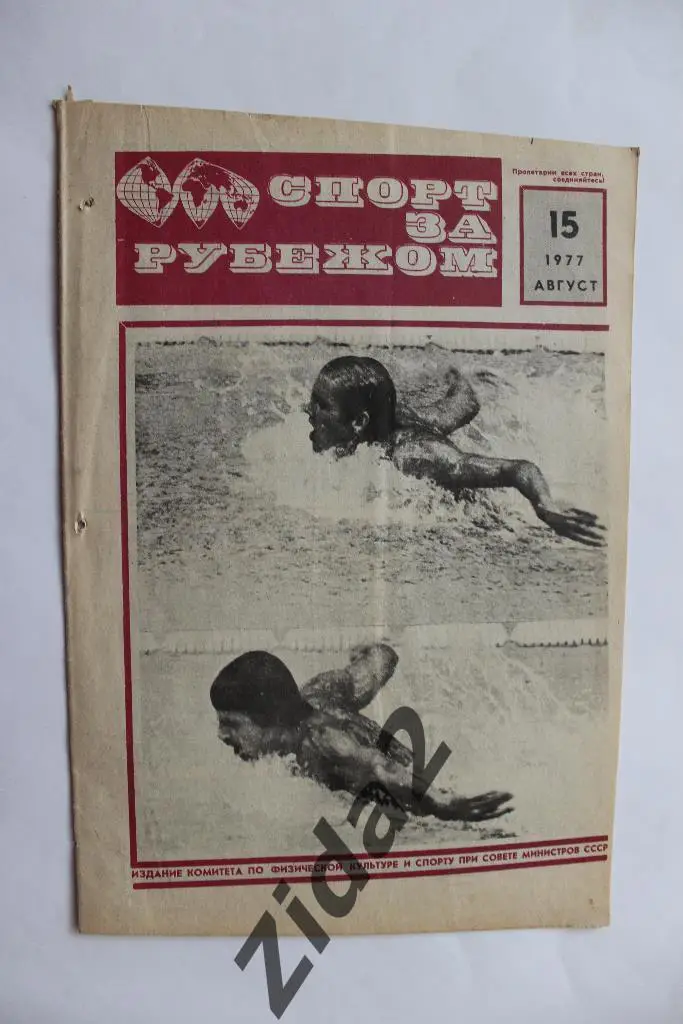 СПОРТ
ЗА
РУБЕЖОМ
Пролетарии всех стран,
соединяйтесь!
15
1977
АВГУСТ
ИЗДАНИЕ КОМИТЕТА ПО ФИЗИЧЕСКОЙ КУЛЬТУРЕ И СПОРТУ ПРИ СОВЕТЕ МИНИСТРОВ СССР
zida2